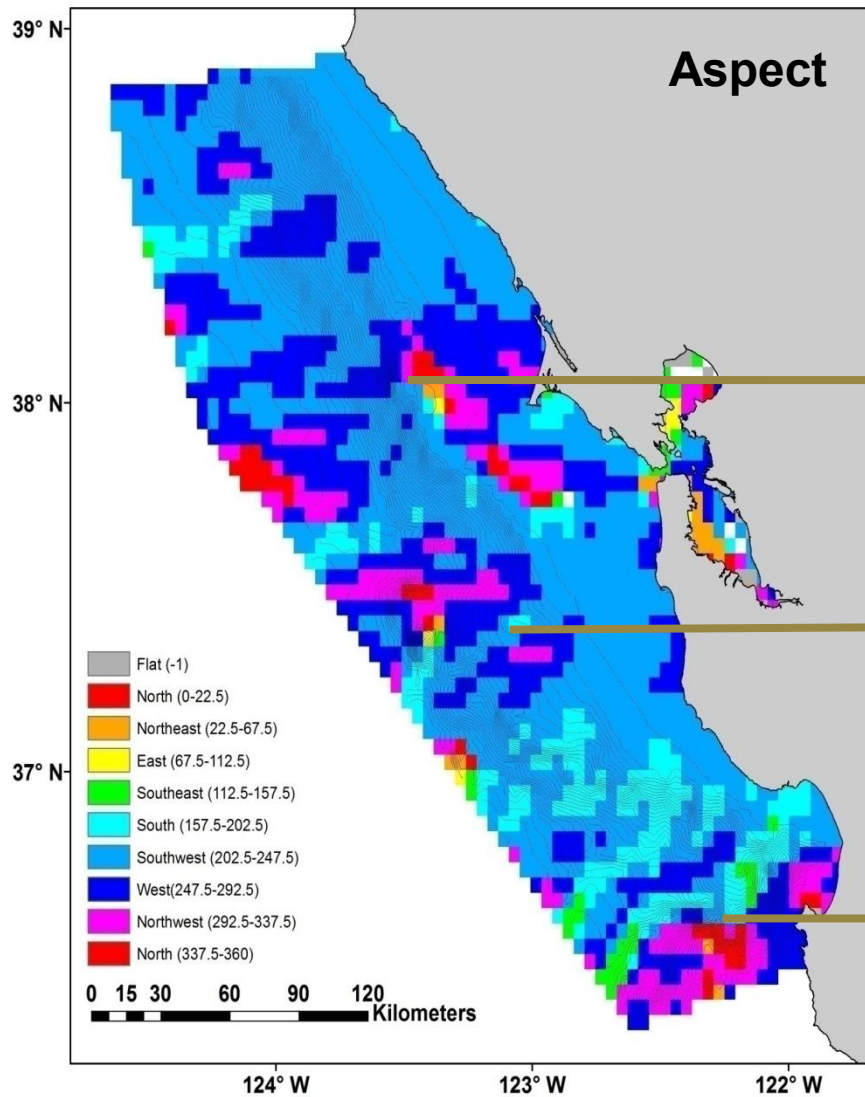 Aspect
39° N
38° N
37° N
Flat (-1)
North (0-22.5)
Northeast (22.5-67.5)
East (67.5-112.5)
Southeast (112.5-157.5)
South (157.5-202.5)
Southwest (202.5-247.5)
West(247.5-292.5)
Northwest (292.5-337.5)
North (337.5-360)
0 15 30 60 90 120
Kilometers
124° W 123° W 122° W